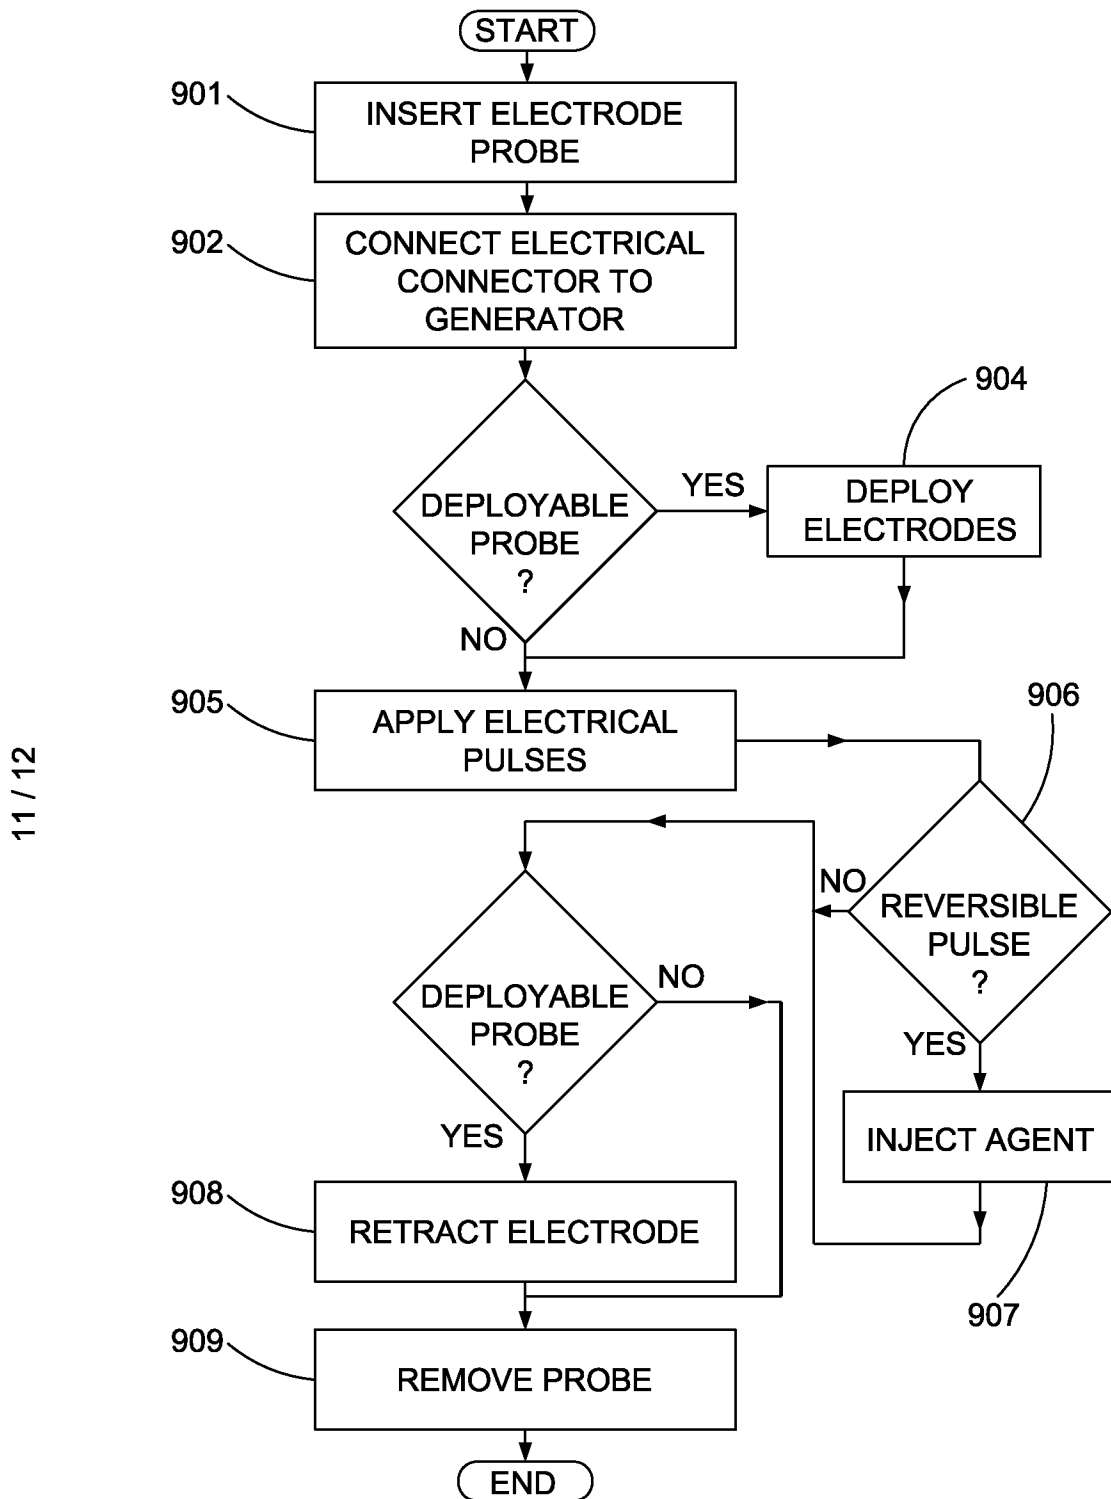 START
901
INSERT ELECTRODE
PROBE
902
CONNECT ELECTRICAL
CONNECTOR TO
GENERATOR
904
DEPLOYABLE
PROBE
?
YES
DEPLOY
ELECTRODES
NO
905
APPLY ELECTRICAL
PULSES
906
11 / 12
REVERSIBLE
PULSE
?
NO
YES
INJECT AGENT
907
DEPLOYABLE
PROBE
?
NO
YES
908
RETRACT ELECTRODE
909
REMOVE PROBE
END